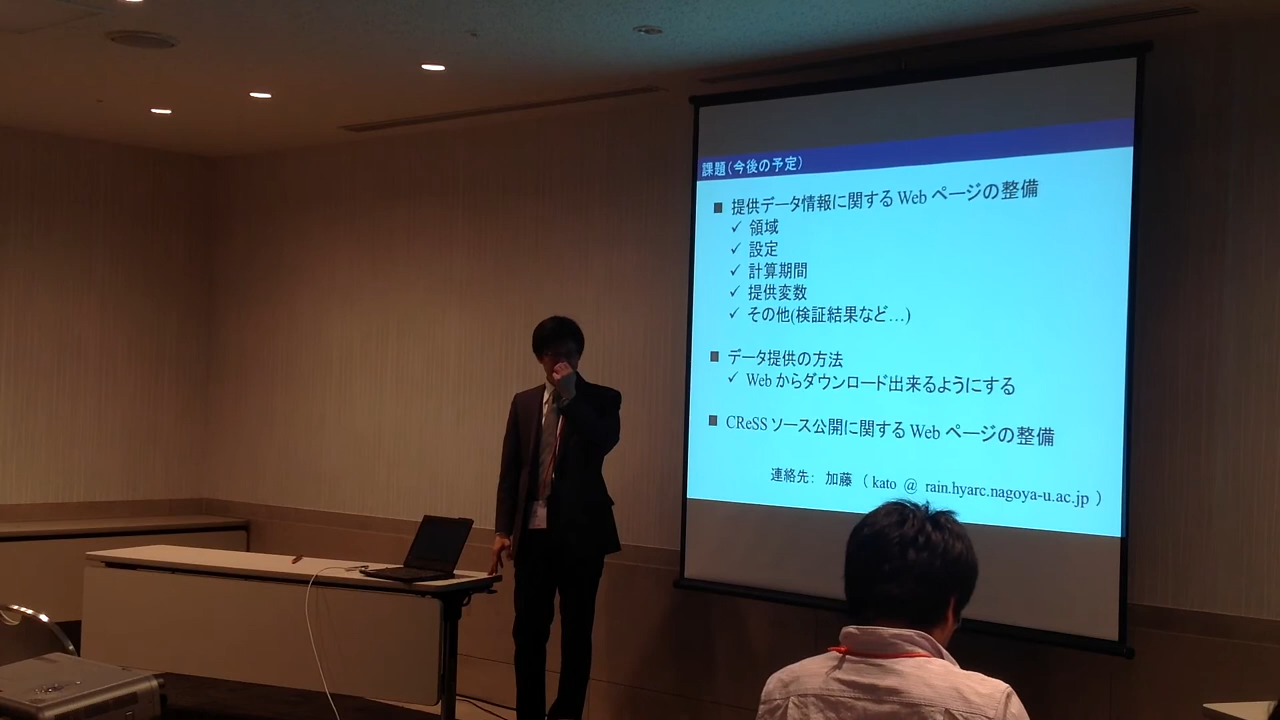 課題(今後の予定)
■ 提供データ情報に関する Web ページの整備
✓ 領域
✓ 設定
✓ 計算期間
✓ 提供変数
✓ その他(検証結果など…)
■ データ提供の方法
✓ Web からダウンロード出来るようにする
■ CReSS ソース公開に関する Web ページの整備
連絡先: 加藤 ( kato @ rain.hyarc.nagoya-u.ac.jp )